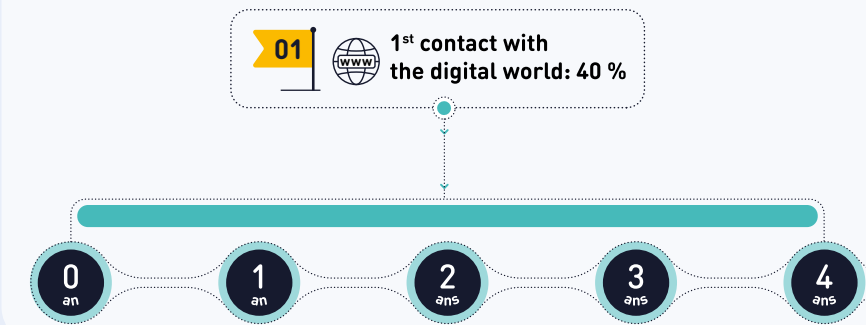 01
www
1st contact with
the digital world: 40 %
0
an
1
an
2
ans
3
ans
4
ans